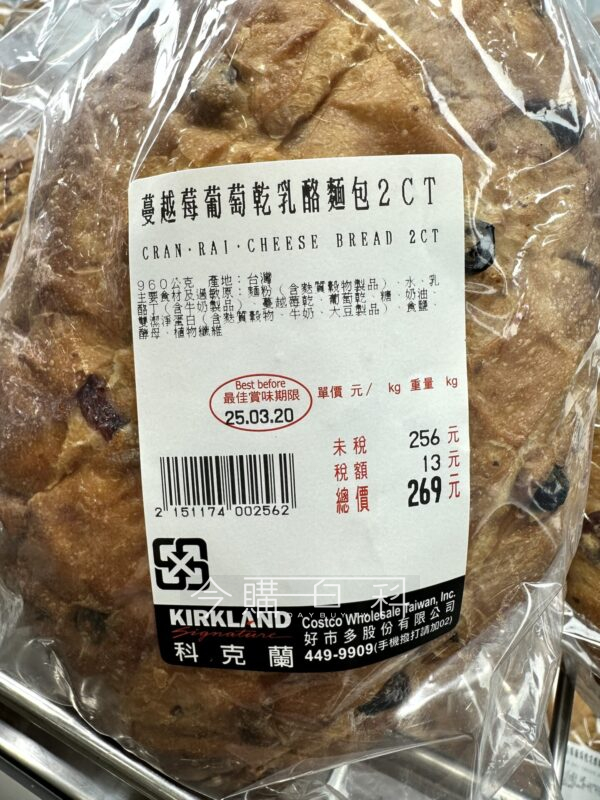 蔓越莓葡萄乾乳酪麵包2CT
CRAN·RAI·CHEESE BREAD 2CT
960公克 產地：台灣
主要食材及過敏原：麵粉(含麩質穀物製品)、水、乳
酪丁(含牛奶製品)、蔓越莓乾、葡萄乾、糖、奶油、
雙潔淨蛋白(含麩質穀物、牛奶、大豆製品)、食鹽、
酵母、植物纖維
Best before
最佳賞味期限
25.03.20
單價 元/ kg 重量 kg
未稅 256 元
稅額 13 元
總價 269 元
2 151174 002562
今購百科
KIRKLAND
Signature
科克蘭
Costco Wholesale Taiwan, Inc.
好市多股份有限公司
449-9909(手機撥打請加02)